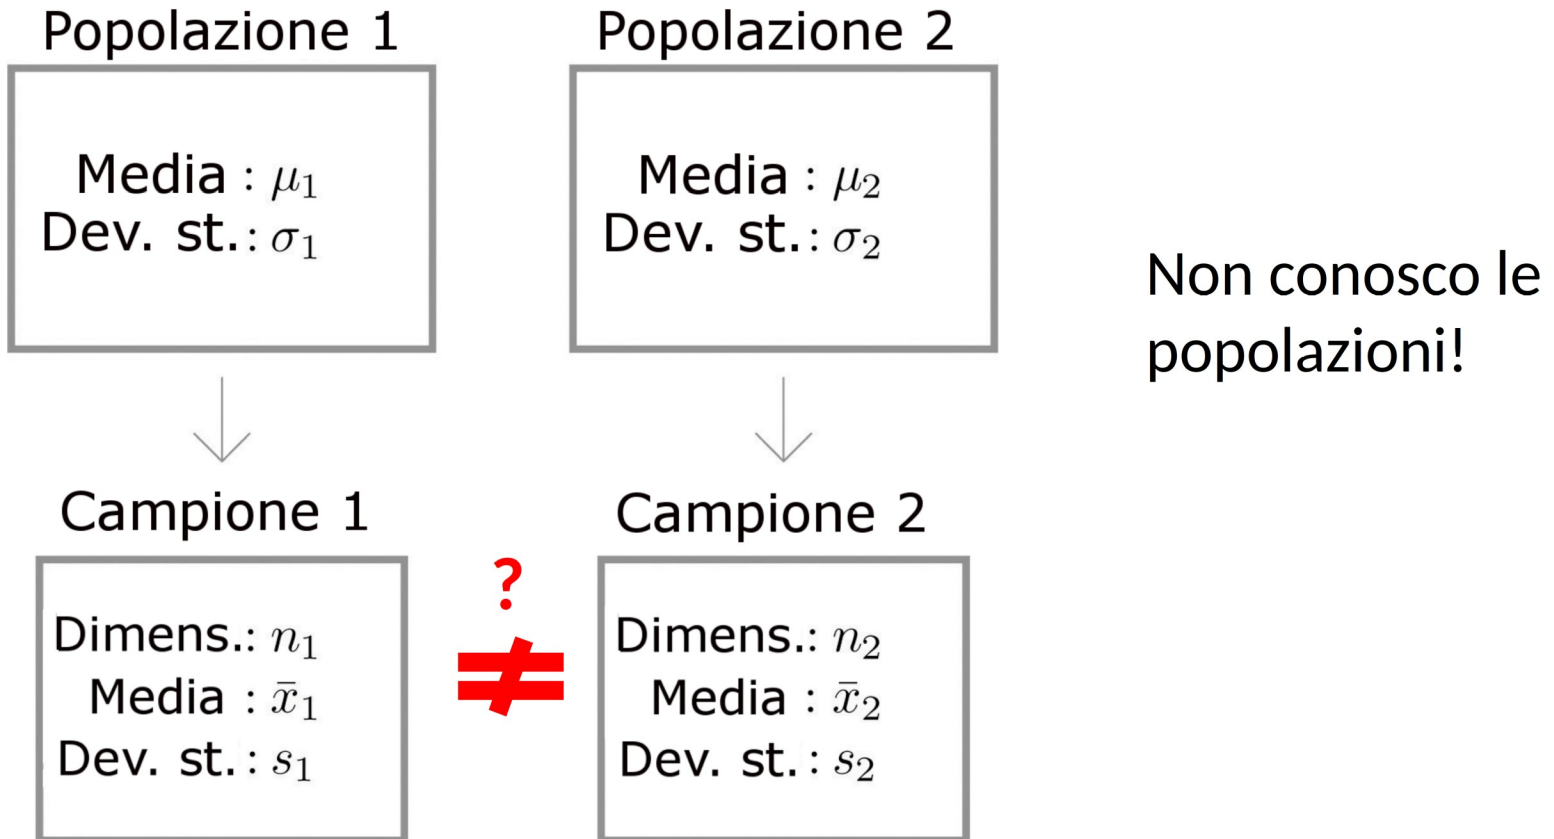 Popolazione 1
Media : μ₁
Dev. st.: σ₁
Popolazione 2
Media : μ₂
Dev. st.: σ₂
Non conosco le
popolazioni!
Campione 1
Dimens.: n₁
Media : x̄₁
Dev. st.: s₁
?
≠
Campione 2
Dimens.: n₂
Media : x̄₂
Dev. st.: s₂